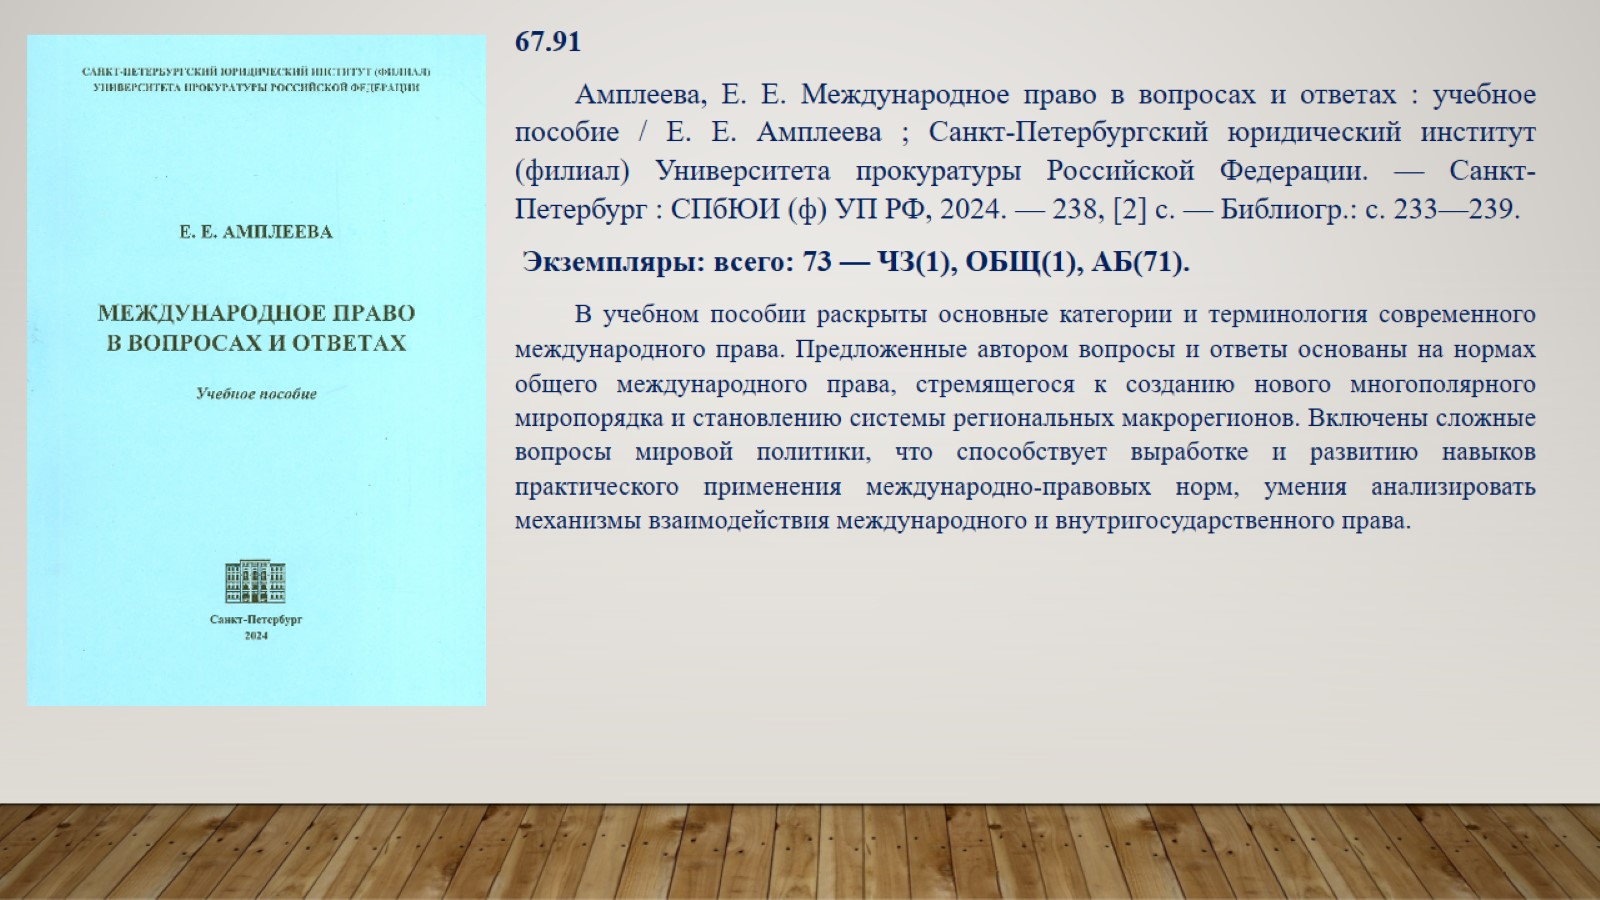 САНКТ-ПЕТЕРБУРГСКИЙ ЮРИДИЧЕСКИЙ ИНСТИТУТ (ФИЛИАЛ)
УНИВЕРСИТЕТА ПРОКУРАТУРЫ РОССИЙСКОЙ ФЕДЕРАЦИИ
Е. Е. АМПЛЕЕВА
МЕЖДУНАРОДНОЕ ПРАВО
В ВОПРОСАХ И ОТВЕТАХ
Учебное пособие
Санкт-Петербург
2024
67.91
Амплеева, Е. Е. Международное право в вопросах и ответах : учебное
пособие / Е. Е. Амплеева ; Санкт-Петербургский юридический институт
(филиал) Университета прокуратуры Российской Федерации. — Санкт-
Петербург : СПбЮИ (ф) УП РФ, 2024. — 238, [2] с. — Библиогр.: с. 233—239.
Экземпляры: всего: 73 — ЧЗ(1), ОБЩ(1), АБ(71).
В учебном пособии раскрыты основные категории и терминология современного
международного права. Предложенные автором вопросы и ответы основаны на нормах
общего международного права, стремящегося к созданию нового многополярного
миропорядка и становлению системы региональных макрорегионов. Включены сложные
вопросы мировой политики, что способствует выработке и развитию навыков
практического применения международно-правовых норм, умения анализировать
механизмы взаимодействия международного и внутригосударственного права.